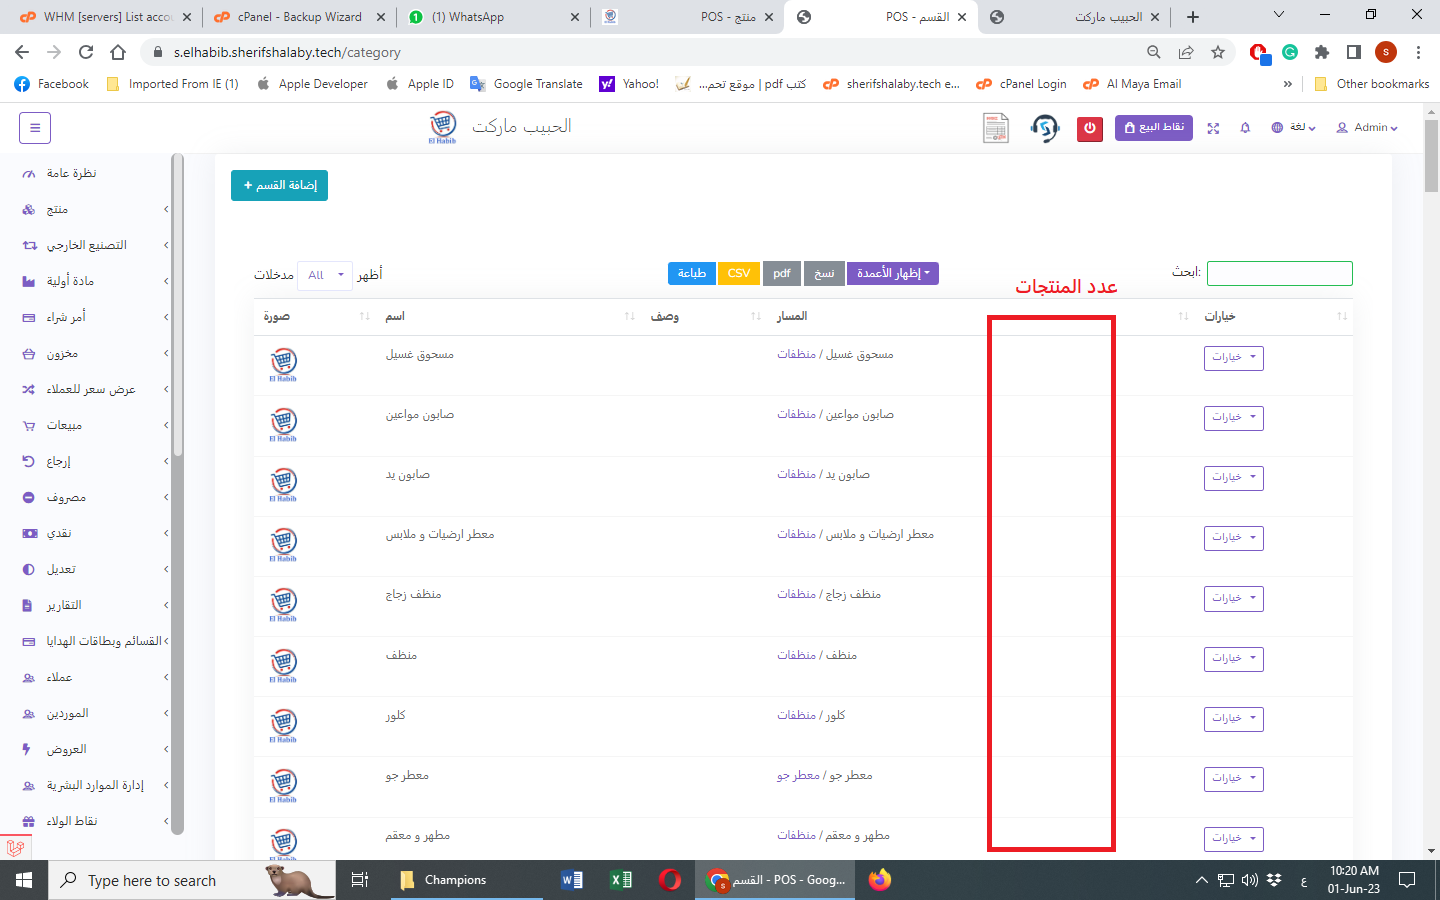 WHM [servers] List acco
cPanel - Backup Wizard
(1) WhatsApp
منتج - POS
القسم - POS
الحبيب ماركت
s.elhabib.sherifshalaby.tech/category
Facebook
Imported From IE (1)
Apple Developer
Apple ID
Google Translate
Yahoo!
كتب pdf | موقع تحم...
sherifshalaby.tech e...
cPanel Login
Al Maya Email
»
Other bookmarks
El Habib
الحبيب ماركت
نقاط البيع
لغة
Admin
نظرة عامة
منتج
التصنيع الخارجي
مادة أولية
أمر شراء
مخزون
عرض سعر للعملاء
مبيعات
إرجاع
مصروف
نقدي
تعديل
التقارير
القسائم وبطاقات الهدايا
عملاء
الموردين
العروض
إدارة الموارد البشرية
نقاط الولاء
إضافة القسم +
أظهر All مدخلات
طباعة
CSV
pdf
نسخ
إظهار الأعمدة
ابحث:
عدد المنتجات
صورة اسم وصف المسار خيارات
El Habib مسحوق غسيل منظفات / مسحوق غسيل خيارات
El Habib صابون مواعين منظفات / صابون مواعين خيارات
El Habib صابون يد منظفات / صابون يد خيارات
El Habib معطر ارضيات و ملابس منظفات / معطر ارضيات و ملابس خيارات
El Habib منظف زجاج منظفات / منظف زجاج خيارات
El Habib منظف منظفات / منظف خيارات
El Habib كلور منظفات / كلور خيارات
El Habib معطر جو معطر جو / معطر جو خيارات
El Habib مطهر و معقم منظفات / مطهر و معقم خيارات
Type here to search
Champions
القسم - POS - Goog...
ع
10:20 AM
01-Jun-23